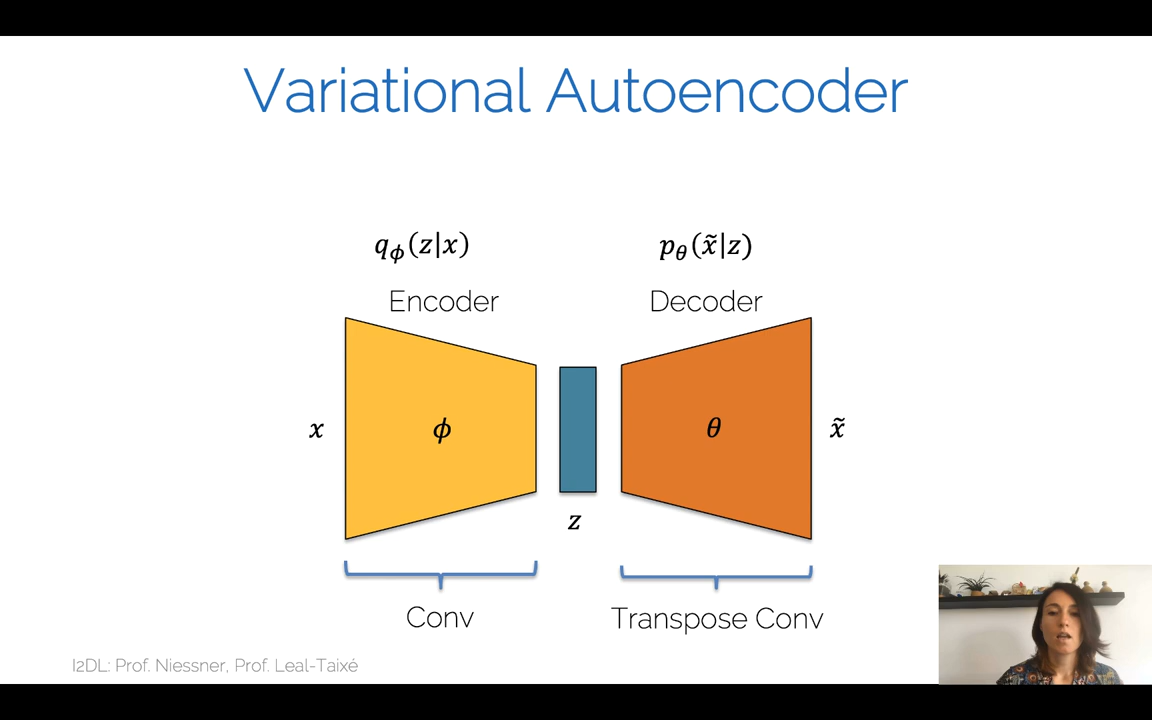 Variational Autoencoder
qϕ(z|x) pθ(x̃|z)
Encoder Decoder
x ϕ θ x̃
z
Conv Transpose Conv
I2DL: Prof. Niessner, Prof. Leal-Taixé